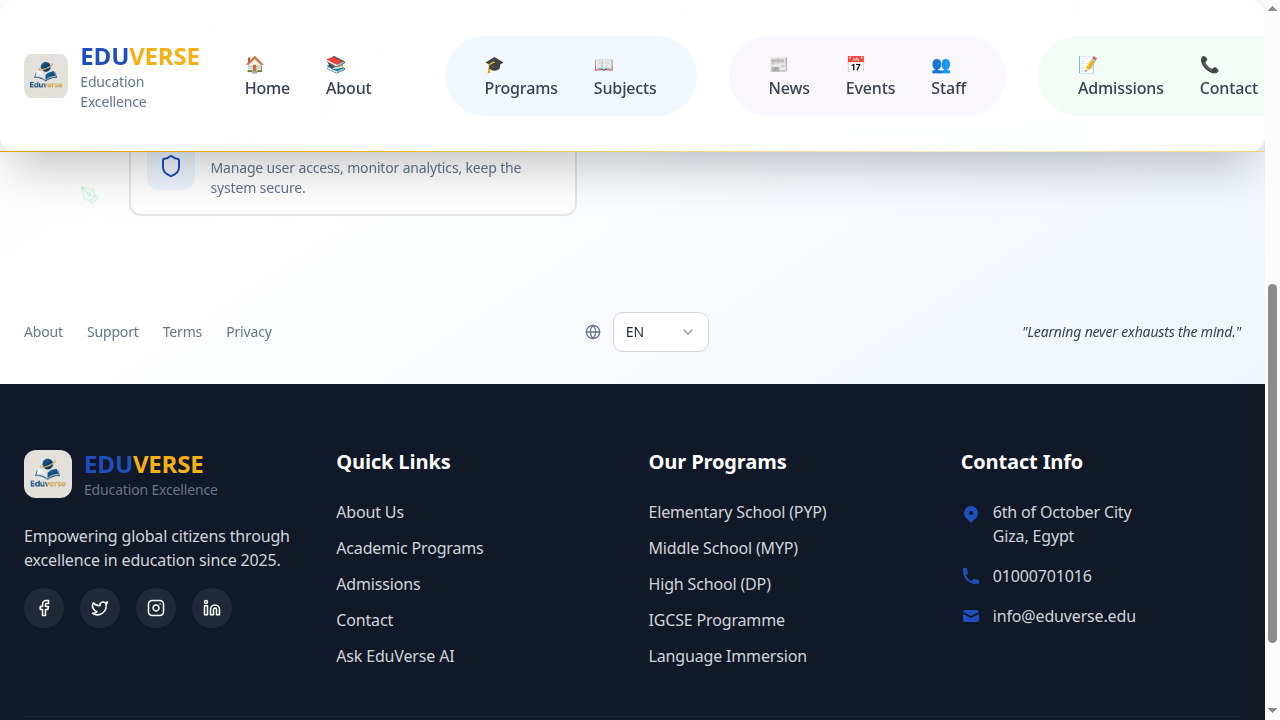 EDUVERSE
Education
Excellence
Home
About
Programs
Subjects
News
Events
Staff
Admissions
Contact
Manage user access, monitor analytics, keep the
system secure.
About
Support
Terms
Privacy
EN
"Learning never exhausts the mind."
Eduverse
EDUVERSE
Education Excellence
Empowering global citizens through
excellence in education since 2025.
Quick Links
About Us
Academic Programs
Admissions
Contact
Ask EduVerse AI
Our Programs
Elementary School (PYP)
Middle School (MYP)
High School (DP)
IGCSE Programme
Language Immersion
Contact Info
6th of October City
Giza, Egypt
01000701016
info@eduverse.edu